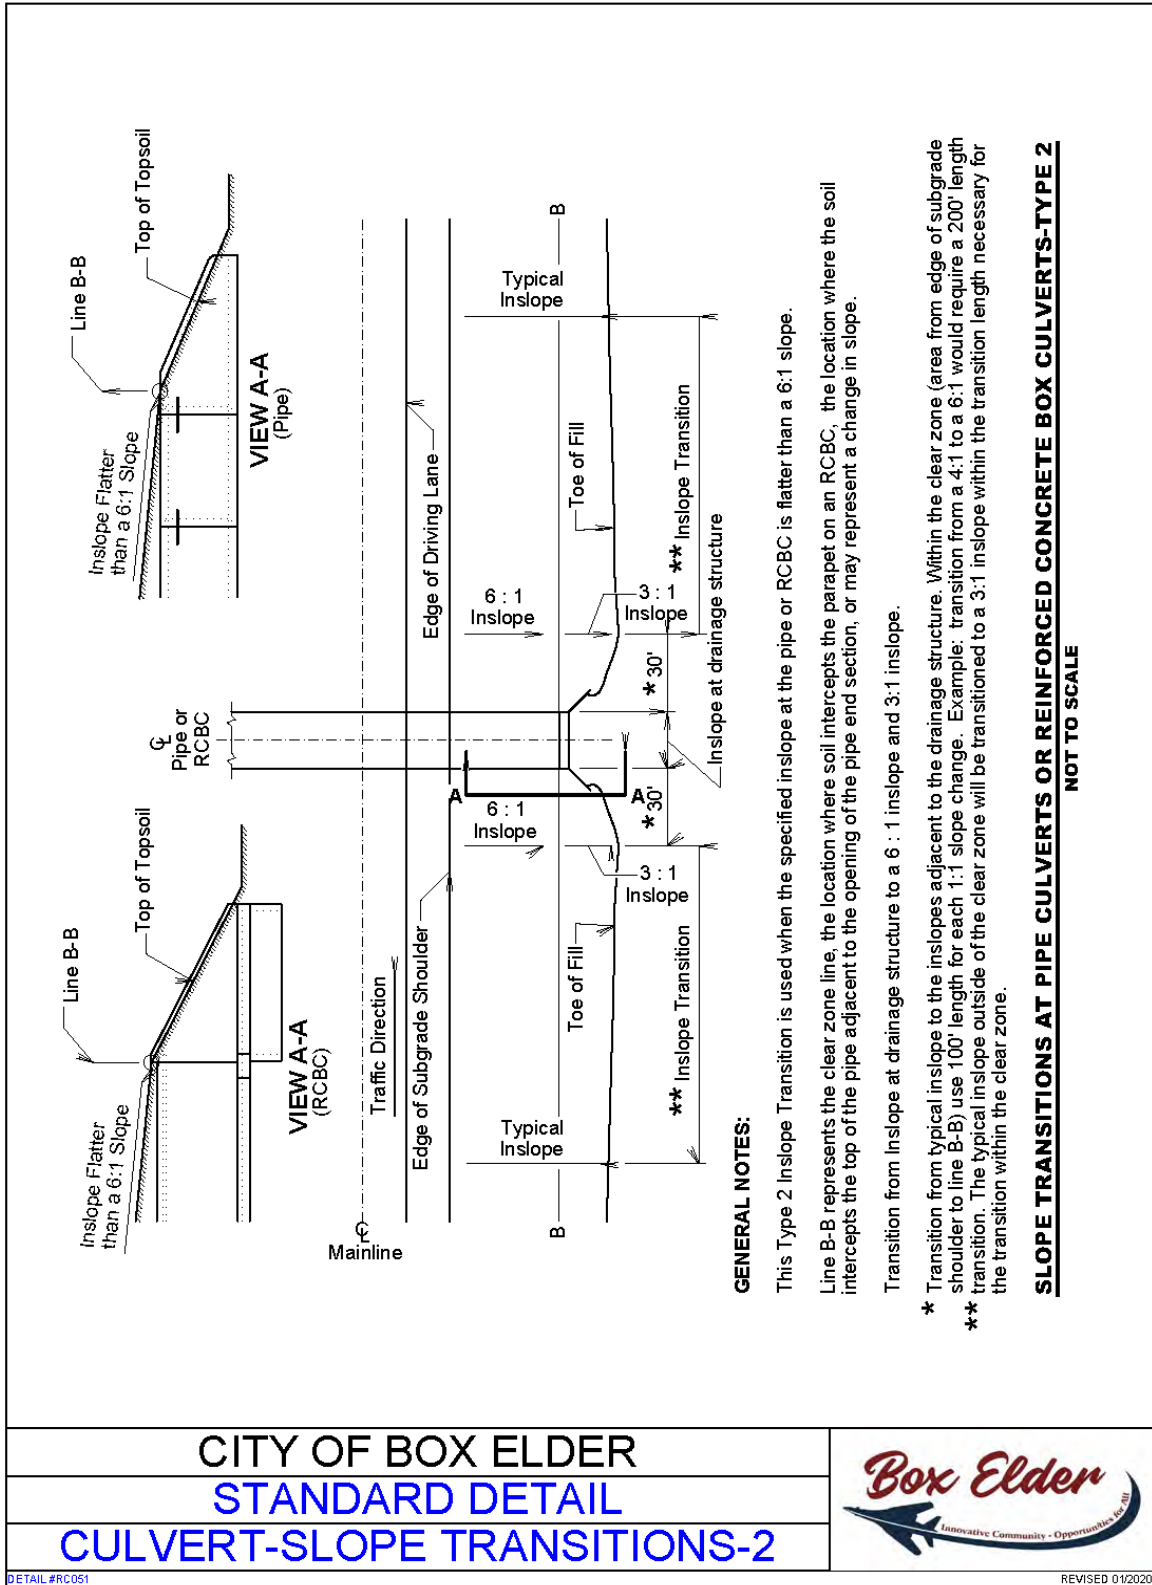 Inslope Flatter
than a 6:1 Slope
Line B-B
Top of Topsoil
VIEW A-A
(RCBC)
Inslope Flatter
than a 6:1 Slope
Line B-B
Top of Topsoil
VIEW A-A
(Pipe)
℄
Pipe or
RCBC
℄
Mainline
Traffic Direction
Edge of Subgrade Shoulder
Edge of Driving Lane
Typical
Inslope
6 : 1
Inslope
A
A
6 : 1
Inslope
Typical
Inslope
B
B
Toe of Fill
3 : 1
Inslope
3 : 1
Inslope
Toe of Fill
** Inslope Transition
*30'
*30'
** Inslope Transition
Inslope at drainage structure
GENERAL NOTES:
This Type 2 Inslope Transition is used when the specified inslope at the pipe or RCBC is flatter than a 6:1 slope.
Line B-B represents the clear zone line, the location where soil intercepts the parapet on an RCBC, the location where the soil
intercepts the top of the pipe adjacent to the opening of the pipe end section, or may represent a change in slope.
Transition from Inslope at drainage structure to a 6 : 1 inslope and 3:1 inslope.
* Transition from typical inslope to the inslopes adjacent to the drainage structure. Within the clear zone (area from edge of subgrade
shoulder to line B-B) use 100' length for each 1:1 slope change. Example: transition from a 4:1 to a 6:1 would require a 200' length
** transition. The typical inslope outside of the clear zone will be transitioned to a 3:1 inslope within the transition length necessary for
the transition within the clear zone.
SLOPE TRANSITIONS AT PIPE CULVERTS OR REINFORCED CONCRETE BOX CULVERTS-TYPE 2
NOT TO SCALE
CITY OF BOX ELDER
STANDARD DETAIL
CULVERT-SLOPE TRANSITIONS-2
Box Elder
Innovative Community - Opportunities for All
DETAIL #RC051
REVISED 01/2020